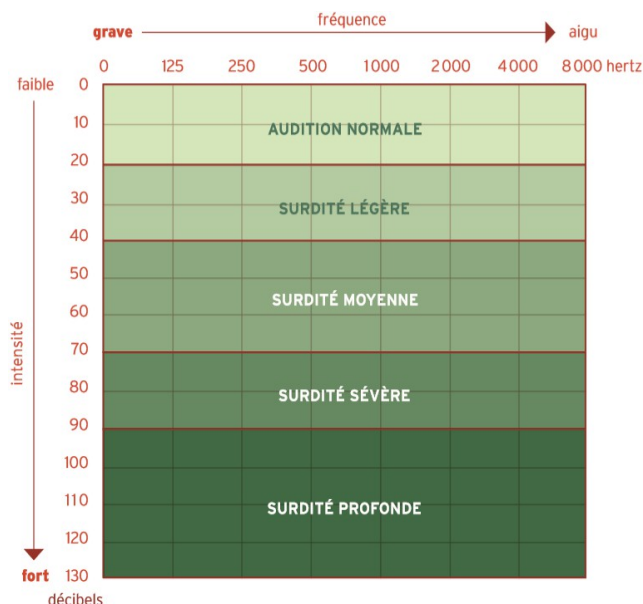 fréquence
grave aigu
0 125 250 500 1000 2000 4000 8000 hertz
faible 0
10 AUDITION NORMALE
20
30 SURDITÉ LÉGÈRE
40
50
60 SURDITÉ MOYENNE
intensité
70
80 SURDITÉ SÉVÈRE
90
100
110 SURDITÉ PROFONDE
120
fort 130
décibels